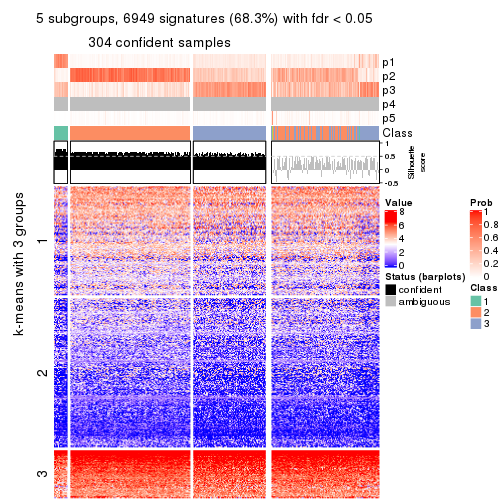 5 subgroups, 6949 signatures (68.3%) with fdr < 0.05
304 confident samples
p1
p2
p3
p4
p5
Class
1
0.5
0
-0.5
Silhouette
score
k-means with 3 groups
1
2
3
Value
8
6
4
2
0
Status (barplots)
confident
ambiguous
Prob
1
0.8
0.6
0.4
0.2
0
Class
1
2
3